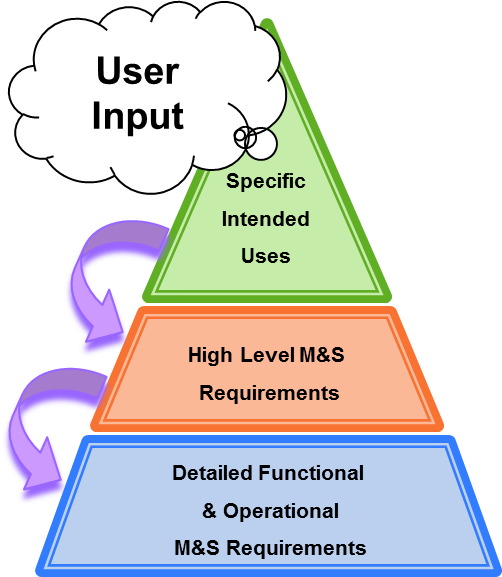 User
Input
Specific
Intended
Uses
High Level M&S
Requirements
Detailed Functional
& Operational
M&S Requirements